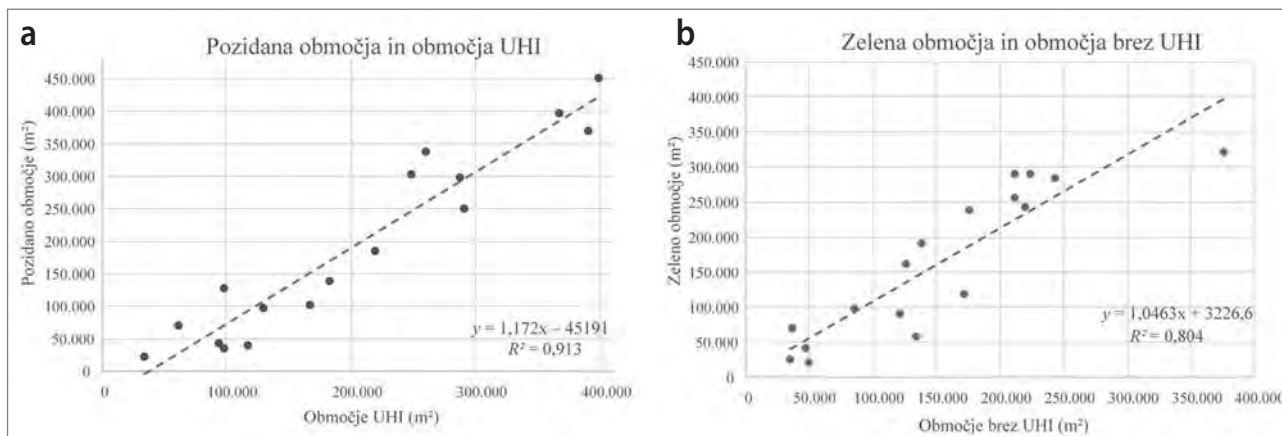 a
Pozidana območja in območja UHI
Pozidano območje (m²)
450.000
400.000
350.000
300.000
250.000
200.000
150.000
100.000
50.000
0
0
100.000
200.000
300.000
400.000
y = 1,172x – 45191
R² = 0,913
Območje UHI (m²)
b
Zelena območja in območja brez UHI
Zeleno območje (m²)
450.000
400.000
350.000
300.000
250.000
200.000
150.000
100.000
50.000
0
0
50.000
100.000
150.000
200.000
250.000
300.000
350.000
400.000
y = 1,0463x + 3226,6
R² = 0,804
Območje brez UHI (m²)